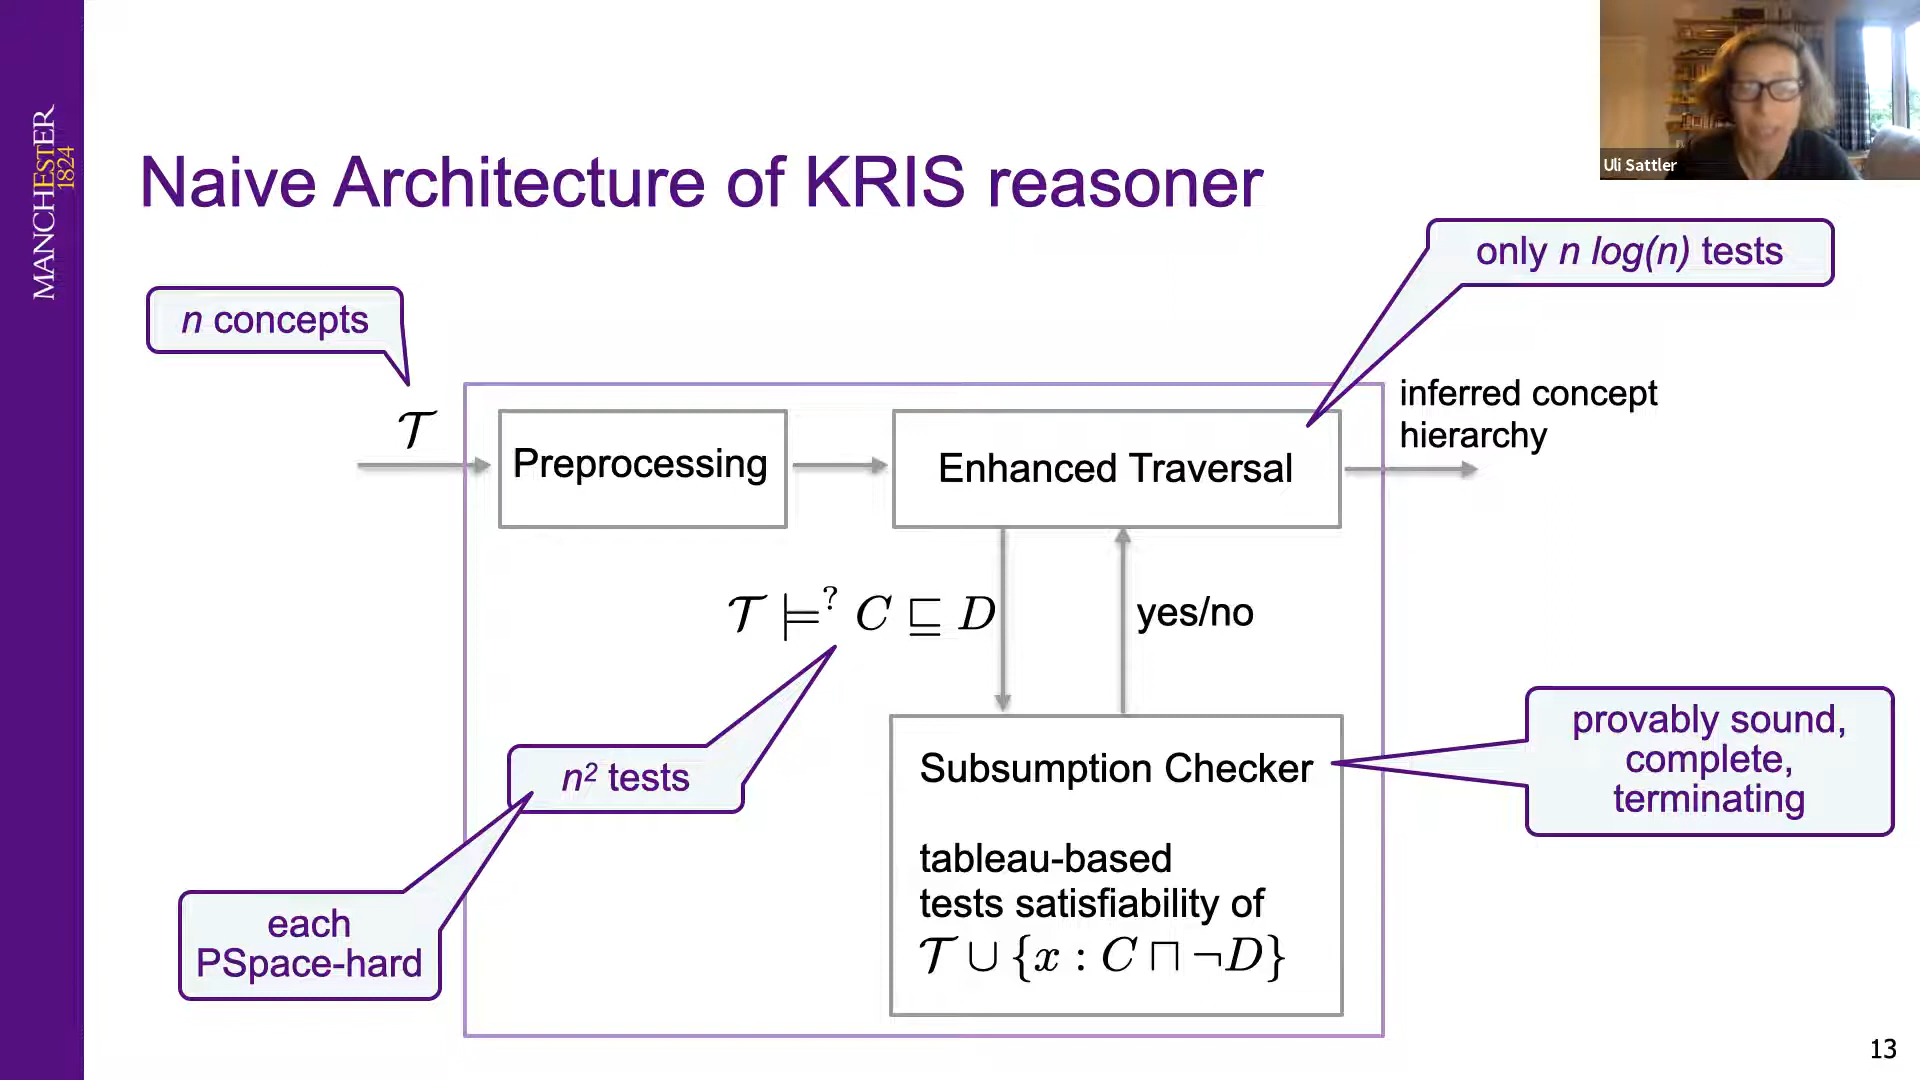 MANCHESTER
1824
Uli Sattler
Naive Architecture of KRIS reasoner
only n log(n) tests
n concepts
𝒯
Preprocessing
Enhanced Traversal
inferred concept
hierarchy
𝒯 ⊨? C ⊑ D
yes/no
n² tests
each
PSpace-hard
Subsumption Checker
tableau-based
tests satisfiability of
𝒯 ∪ {x : C ⊓ ¬D}
provably sound,
complete,
terminating
13